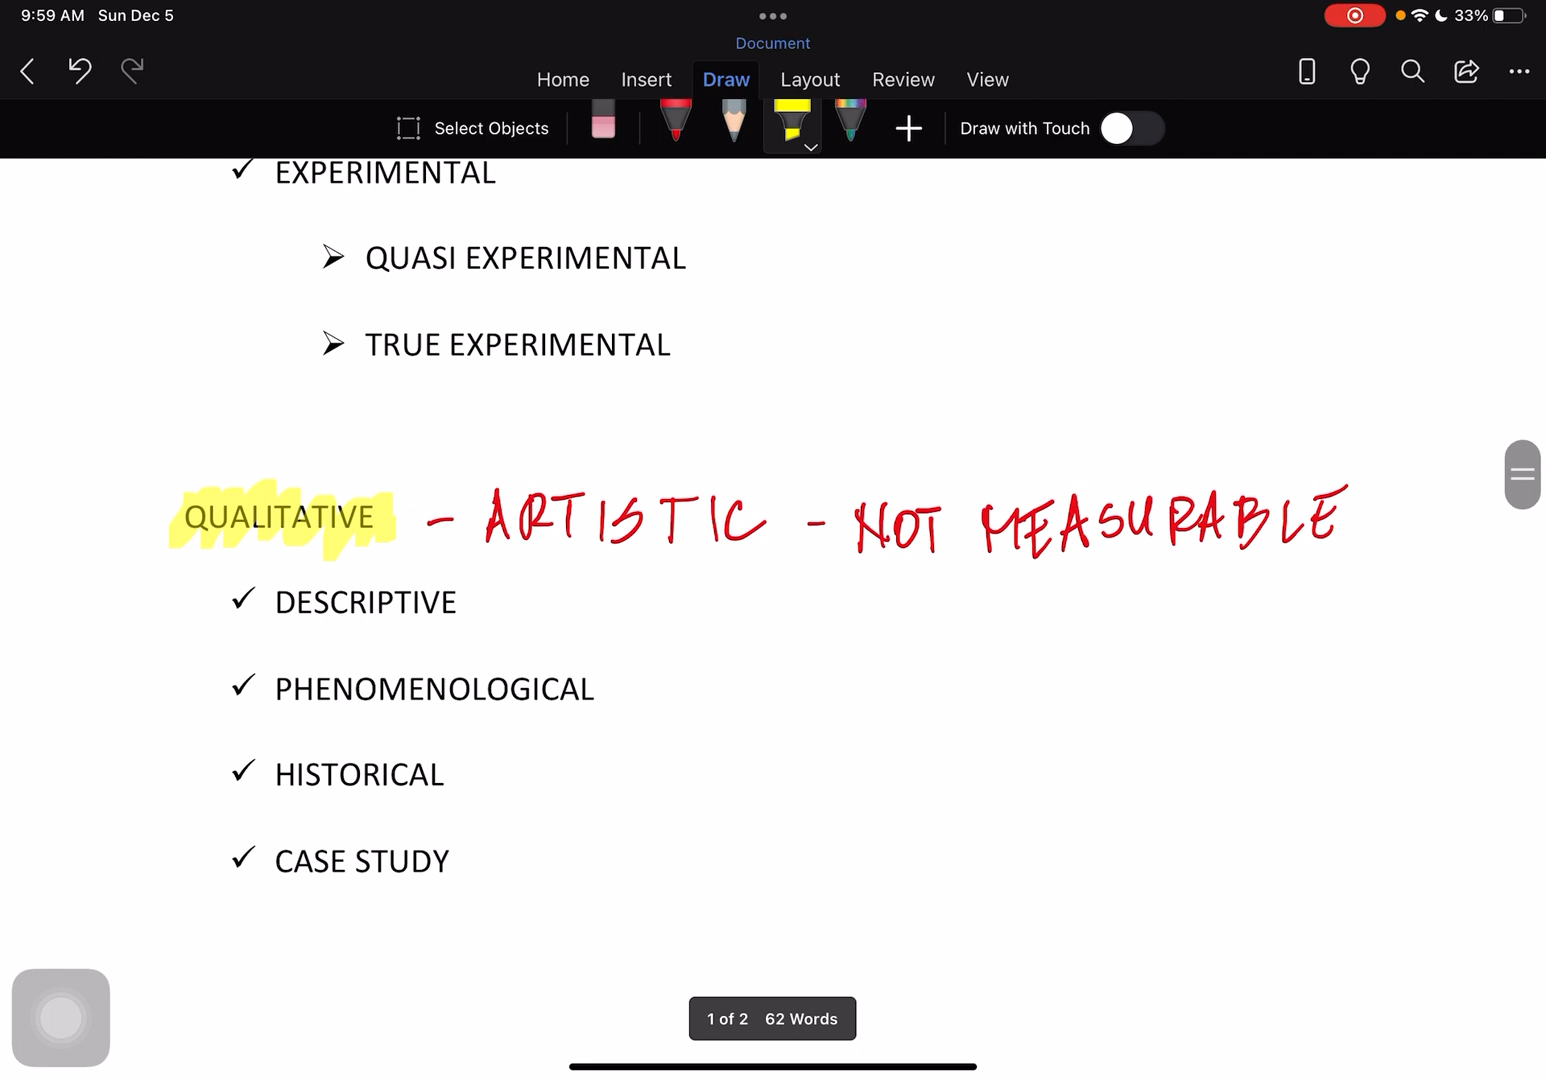 9:59 AM Sun Dec 5
33%
Document
Home Insert Draw Layout Review View
Select Objects
Draw with Touch
✓ EXPERIMENTAL
➢ QUASI EXPERIMENTAL
➢ TRUE EXPERIMENTAL
QUALITATIVE - ARTISTIC - NOT MEASURABLE
✓ DESCRIPTIVE
✓ PHENOMENOLOGICAL
✓ HISTORICAL
✓ CASE STUDY
1 of 2 62 Words